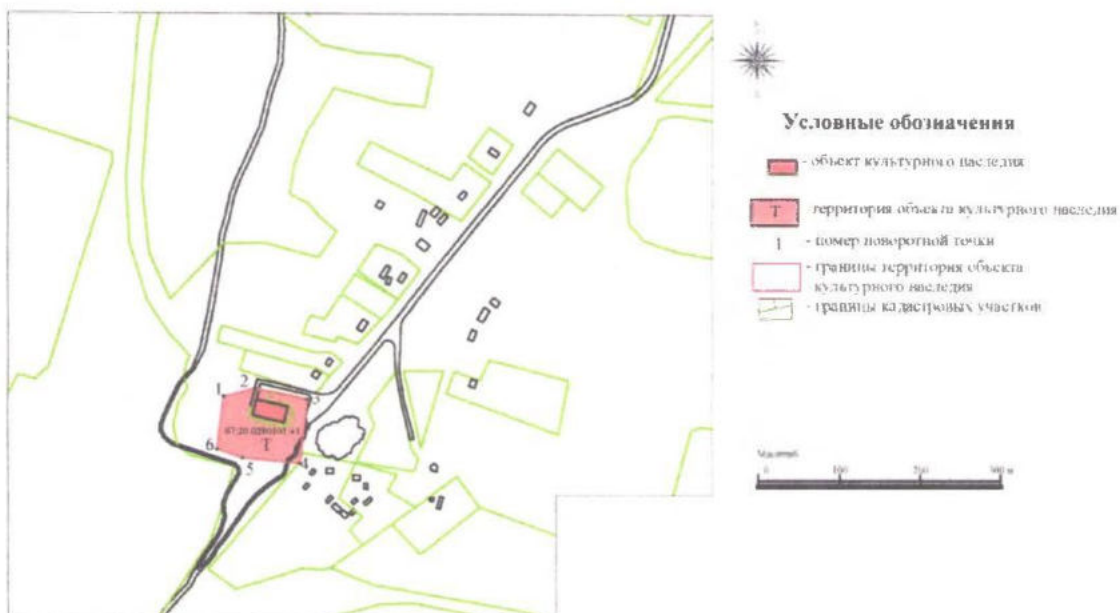 Условные обозначения
- объект культурного наследия
Т
территория объекта культурного наследия
1
- номер поворотной точки
- границы территория объекта
культурного наследия
- границы кадастровых участков
1
2
3
Т
6
5
4
Масштаб
0 100 200 300 м